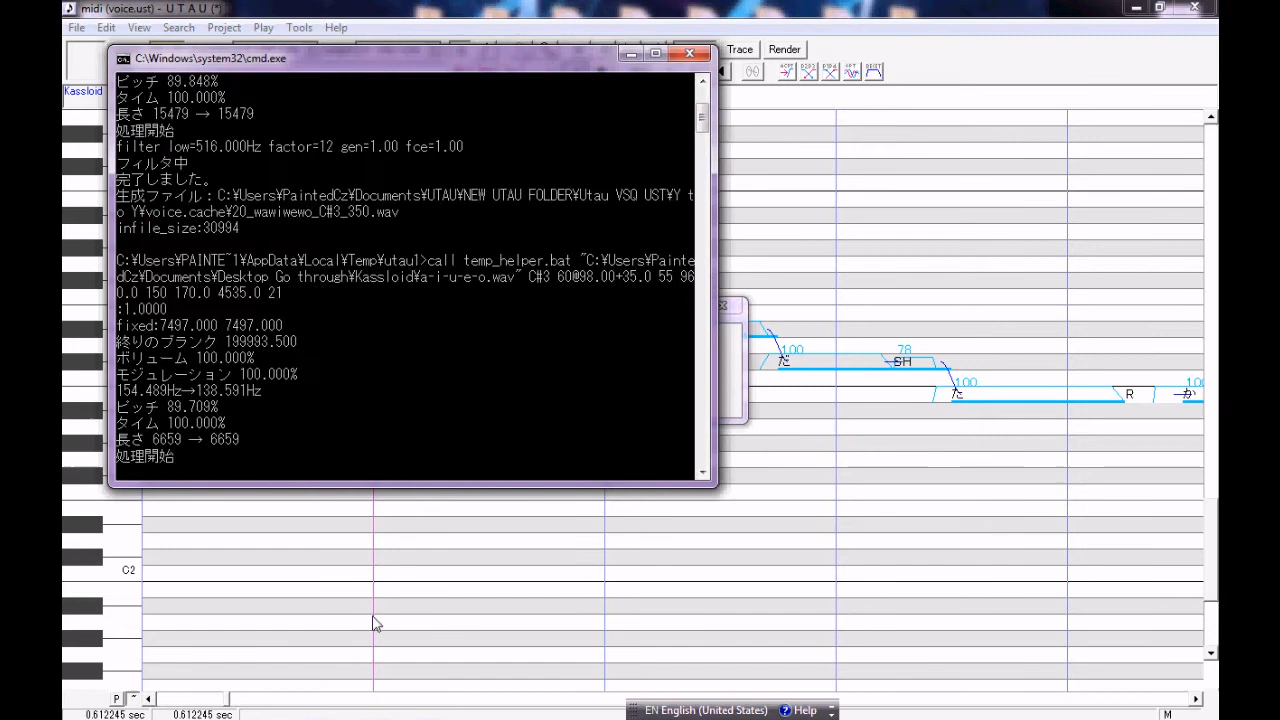 midi (voice.ust) - U T A U (*)
File Edit View Search Project Play Tools Help
Trace Render
Kassloid
C:\Windows\system32\cmd.exe
ピッチ 89.848%
タイム 100.000%
長さ 15479 → 15479
処理開始
filter low=516.000Hz factor=12 gen=1.00 fce=1.00
フィルタ中
完了しました。
生成ファイル：C:¥Users¥PaintedCz¥Documents¥UTAU¥NEW UTAU FOLDER¥Utau VSQ UST¥Y t
o Y¥voice.cache¥20_wawiwewo_C#3_350.wav
infile_size:30994
C:¥Users¥PAINTE~1¥AppData¥Local¥Temp¥utau1>call temp_helper.bat "C:¥Users¥Painte
dCz¥Documents¥Desktop Go through¥Kassloid¥a-i-u-e-o.wav" C#3 60@98.00+35.0 55 96
0.0 150 170.0 4535.0 21
:1.0000
fixed:7497.000 7497.000
終りのブランク 199993.500
ボリューム 100.000%
モジュレーション 100.000%
154.489Hz→138.591Hz
ピッチ 89.709%
タイム 100.000%
長さ 6659 → 6659
処理開始
100 78
だ SH
100 100
た R か
C2
P ~
0.612245 sec 0.612245 sec
EN English (United States) Help
M